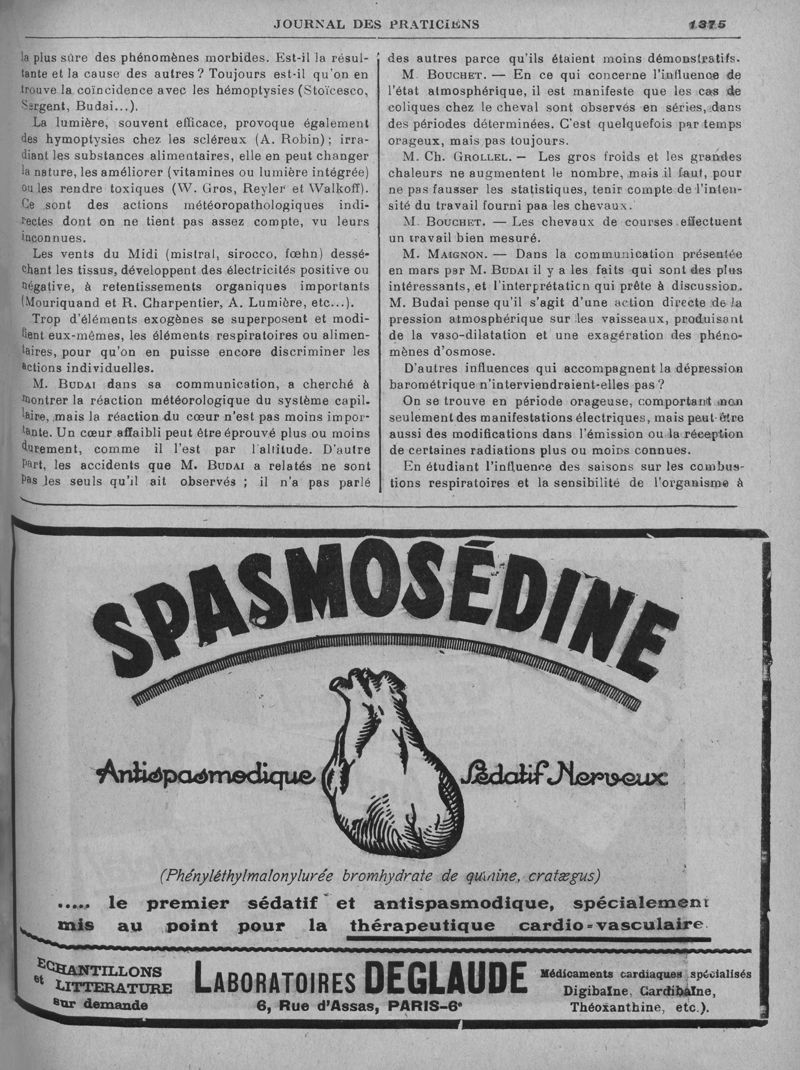 JOURNAL DES PRATICIENS 1375
la plus sûre des phénomènes morbides. Est-il la résul-
tante et la cause des autres ? Toujours est-il qu'on en
trouve la coïncidence avec les hémoptysies (Stoïcesco,
Sergent, Budai...).
La lumière, souvent efficace, provoque également
des hymoptysies chez les scléreux (A. Robin) ; irra-
diant les substances alimentaires, elle en peut changer
la nature, les améliorer (vitamines ou lumière intégrée)
ou les rendre toxiques (W. Gros, Reyler et Walkoff).
Ce sont des actions météoropathologiques indi-
rectes dont on ne tient pas assez compte, vu leurs
inconnues.
Les vents du Midi (mistral, sirocco, fœhn) dessé-
chant les tissus, développent des électricités positive ou
négative, à retentissements organiques importants
(Mouriquand et R. Charpentier, A. Lumière, etc...).
Trop d'éléments exogènes se superposent et modi-
fient eux-mêmes, les éléments respiratoires ou alimen-
taires, pour qu'on en puisse encore discriminer les
actions individuelles.
M. BUDAI dans sa communication, a cherché à
montrer la réaction météorologique du système capil-
laire, mais la réaction du cœur n'est pas moins impor-
tante. Un cœur affaibli peut être éprouvé plus ou moins
durement, comme il l'est par l'altitude. D'autre
part, les accidents que M. BUDAI a relatés ne sont
pas les seuls qu'il ait observés ; il n'a pas parlé
des autres parce qu'ils étaient moins démonstratifs.
M. BOUCHET. — En ce qui concerne l'influence de
l'état atmosphérique, il est manifeste que les cas de
coliques chez le cheval sont observés en séries, dans
des périodes déterminées. C'est quelquefois par temps
orageux, mais pas toujours.
M. Ch. GROLLEL. — Les gros froids et les grandes
chaleurs ne augmentent le nombre, mais il faut, pour
ne pas fausser les statistiques, tenir compte de l'inten-
sité du travail fourni paa les chevaux.
M. BOUCHET. — Les chevaux de courses effectuent
un travail bien mesuré.
M. MAIGNON. — Dans la communication présentée
en mars par M. BUDAI il y a les faits qui sont des plus
intéressants, et l'interprétaticn qui prête à discussion.
M. Budai pense qu'il s'agit d'une action directe de la
pression atmosphérique sur les vaisseaux, produisant
de la vaso-dilatation et une exagération des phéno-
mènes d'osmose.
D'autres influences qui accompagnent la dépression
barométrique n'interviendraient-elles pas ?
On se trouve en période orageuse, comportant non
seulement des manifestations électriques, mais peut-être
aussi des modifications dans l'émission ou la réception
de certaines radiations plus ou moins connues.
En étudiant l'influence des saisons sur les combus-
tions respiratoires et la sensibilité de l'organisme à
SPASMOSÉDINE
Antispasmodique Sédatif Nerveux
(Phényléthylmalonylurée bromhydrate de quinine, cratægus)
..... le premier sédatif et antispasmodique, spécialement
mis au point pour la thérapeutique cardio-vasculaire
ECHANTILLONS
et LITTERATURE
sur demande
LABORATOIRES DEGLAUDE
6, Rue d'Assas, PARIS-6e
Médicaments cardiaques spécialisés
Digibaïne, Cardibaïne,
Théoxanthine, etc.).